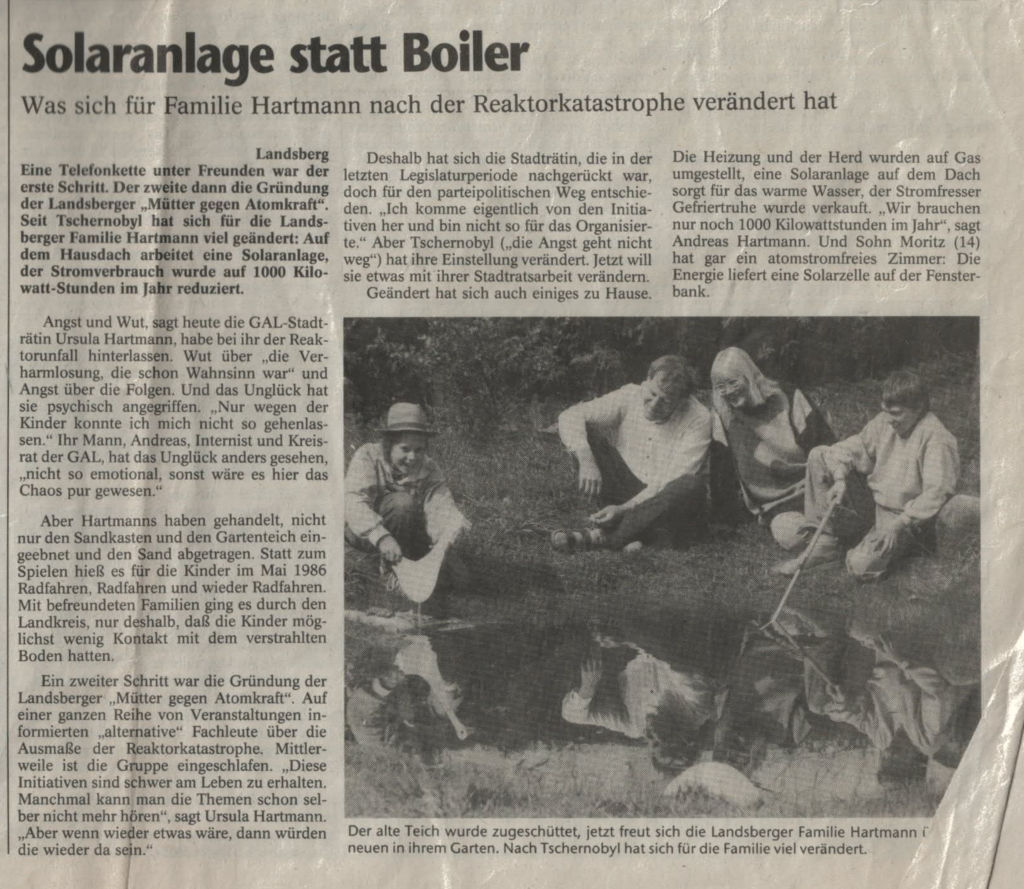 Solaranlage statt Boiler
Was sich für Familie Hartmann nach der Reaktorkatastrophe verändert hat
Landsberg
Eine Telefonkette unter Freunden war der
erste Schritt. Der zweite dann die Gründung
der Landsberger „Mütter gegen Atomkraft“.
Seit Tschernobyl hat sich für die Lands-
berger Familie Hartmann viel geändert: Auf
dem Hausdach arbeitet eine Solaranlage,
der Stromverbrauch wurde auf 1000 Kilo-
watt-Stunden im Jahr reduziert.
Angst und Wut, sagt heute die GAL-Stadt-
rätin Ursula Hartmann, habe bei ihr der Reak-
torunfall hinterlassen. Wut über „die Ver-
harmlosung, die schon Wahnsinn war“ und
Angst über die Folgen. Und das Unglück hat
sie psychisch angegriffen. „Nur wegen der
Kinder konnte ich mich nicht so gehenlas-
sen.“ Ihr Mann, Andreas, Internist und Kreis-
rat der GAL, hat das Unglück anders gesehen,
„nicht so emotional, sonst wäre es hier das
Chaos pur gewesen.“
Aber Hartmanns haben gehandelt, nicht
nur den Sandkasten und den Gartenteich ein-
geebnet und den Sand abgetragen. Statt zum
Spielen hieß es für die Kinder im Mai 1986
Radfahren, Radfahren und wieder Radfahren.
Mit befreundeten Familien ging es durch den
Landkreis, nur deshalb, daß die Kinder mög-
lichst wenig Kontakt mit dem verstrahlten
Boden hatten.
Ein zweiter Schritt war die Gründung der
Landsberger „Mütter gegen Atomkraft“. Auf
einer ganzen Reihe von Veranstaltungen in-
formierten „alternative“ Fachleute über die
Ausmaße der Reaktorkatastrophe. Mittler-
weile ist die Gruppe eingeschlafen. „Diese
Initiativen sind schwer am Leben zu erhalten.
Manchmal kann man die Themen schon sel-
ber nicht mehr hören“, sagt Ursula Hartmann.
„Aber wenn wieder etwas wäre, dann würden
die wieder da sein.“
Deshalb hat sich die Stadträtin, die in der
letzten Legislaturperiode nachgerückt war,
doch für den parteipolitischen Weg entschie-
den. „Ich komme eigentlich von den Initia-
tiven her und bin nicht so für das Organisier-
te.“ Aber Tschernobyl („die Angst geht nicht
weg“) hat ihre Einstellung verändert. Jetzt will
sie etwas mit ihrer Stadtratsarbeit verändern.
Geändert hat sich auch einiges zu Hause.
Die Heizung und der Herd wurden auf Gas
umgestellt, eine Solaranlage auf dem Dach
sorgt für das warme Wasser, der Stromfresser
Gefriertruhe wurde verkauft. „Wir brauchen
nur noch 1000 Kilowattstunden im Jahr“, sagt
Andreas Hartmann. Und Sohn Moritz (14)
hat gar ein atomstromfreies Zimmer: Die
Energie liefert eine Solarzelle auf der Fenster-
bank.
Der alte Teich wurde zugeschüttet, jetzt freut sich die Landsberger Familie Hartmann
neuen in ihrem Garten. Nach Tschernobyl hat sich für die Familie viel verändert.